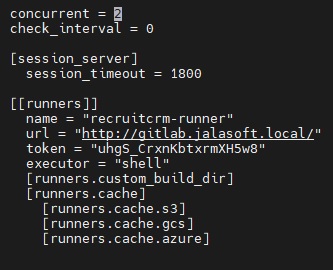 concurrent = 2
check_interval = 0
[session_server]
session_timeout = 1800
[[runners]]
name = "recruitcrm-runner"
url = "http://gitlab.jalasoft.local/"
token = "uhgS_CrxnKbtxrmXH5w8"
executor = "shell"
[runners.custom_build_dir]
[runners.cache]
[runners.cache.s3]
[runners.cache.gcs]
[runners.cache.azure]